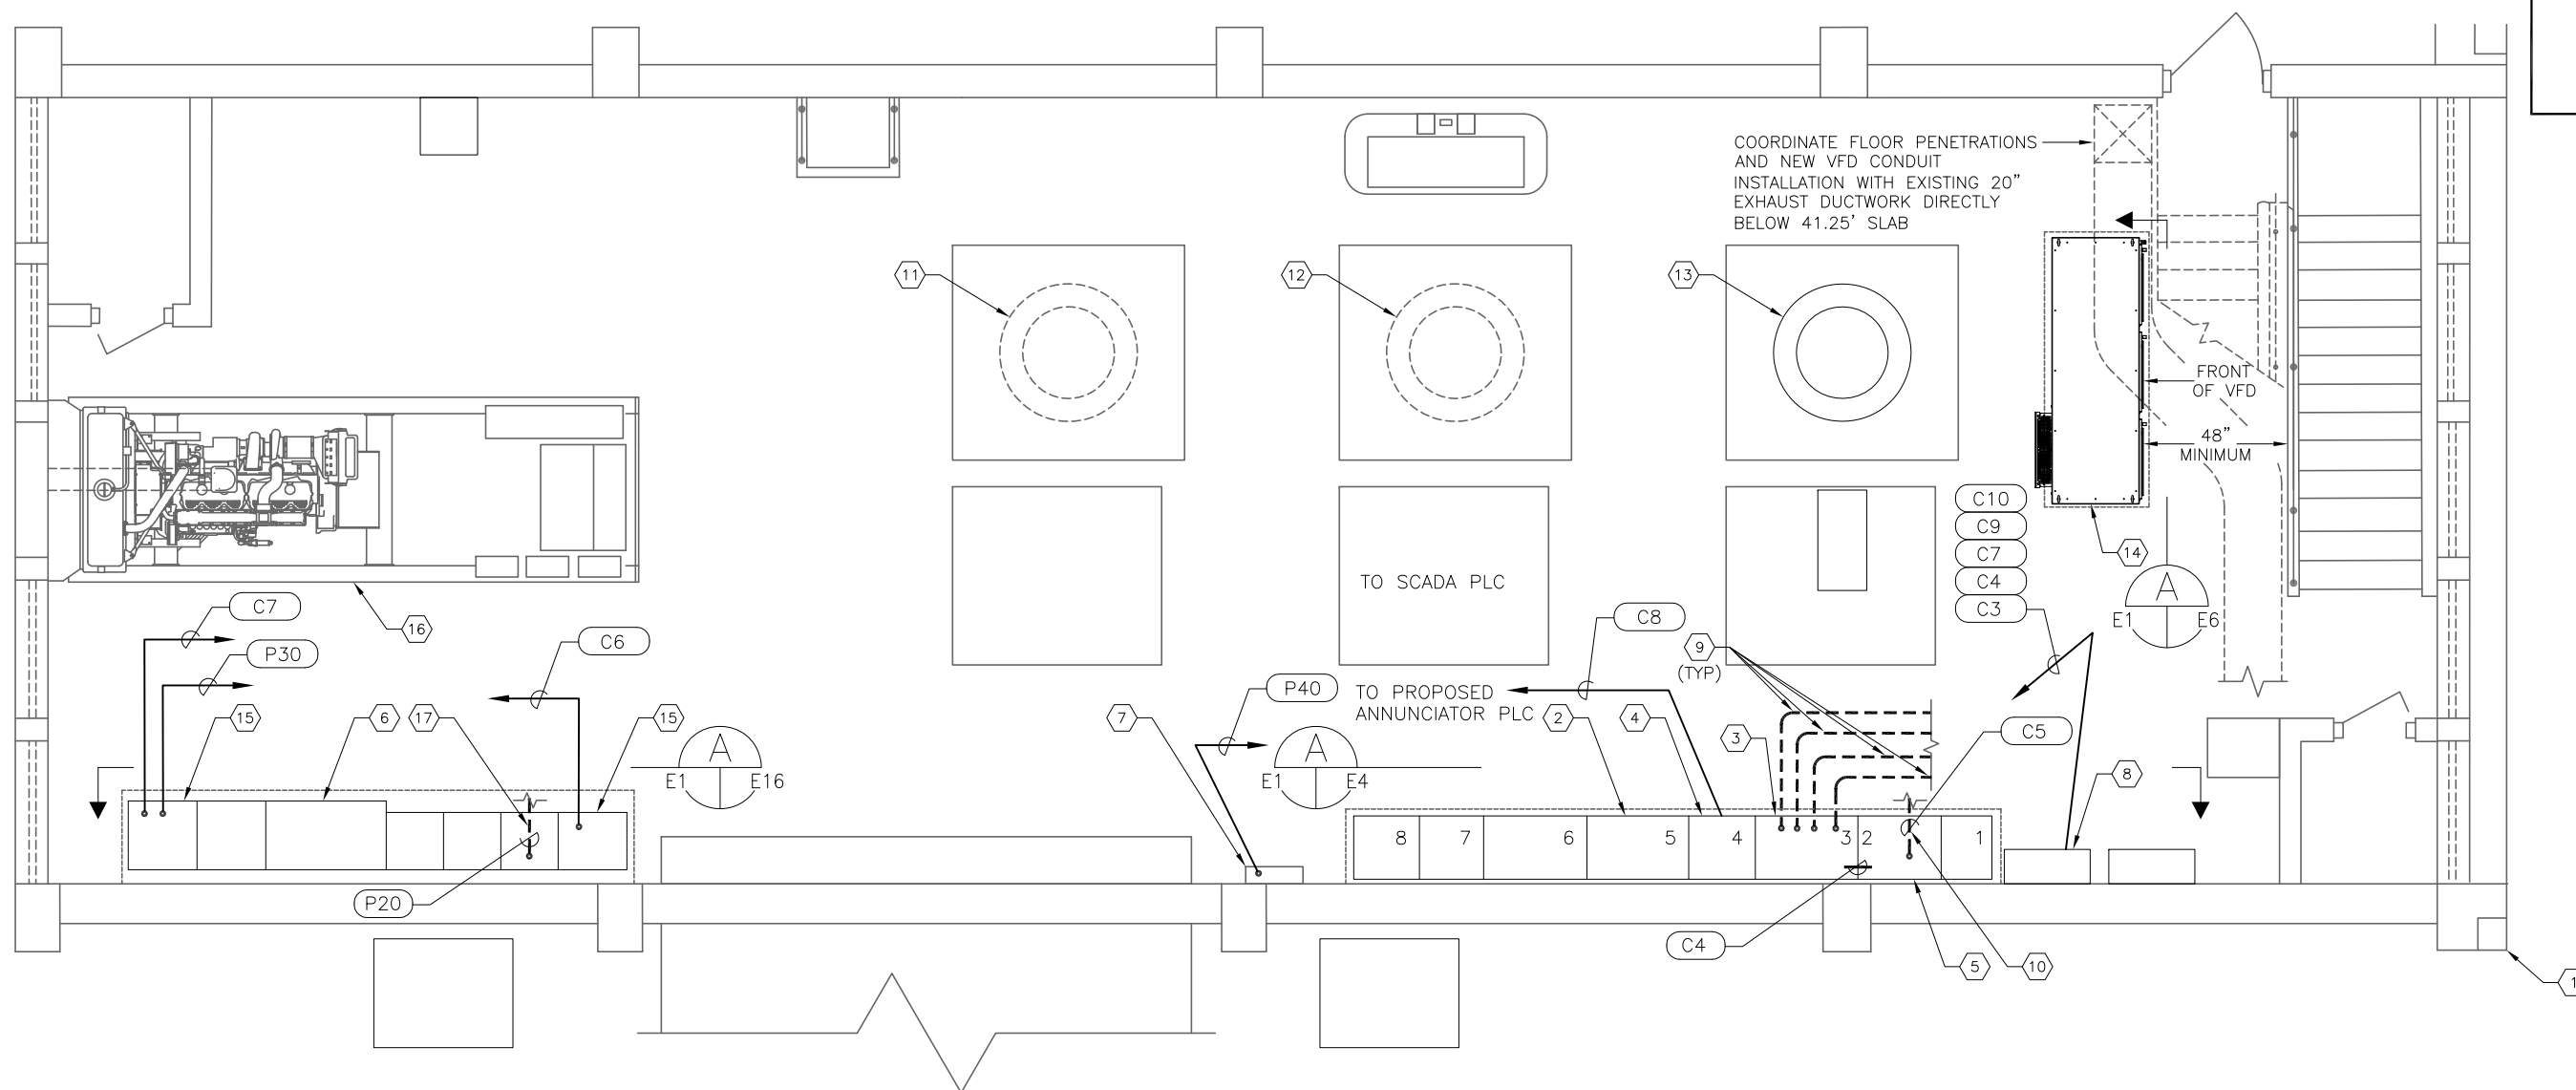 COORDINATE FLOOR PENETRATIONS
AND NEW VFD CONDUIT
INSTALLATION WITH EXISTING 20"
EXHAUST DUCTWORK DIRECTLY
BELOW 41.25' SLAB
11
12
13
FRONT
OF VFD
48"
MINIMUM
C10
C9
C7
C4
C3
14
A
E1
E6
TO SCADA PLC
16
C7
P30
C6
C8
9
(TYP)
P40
TO PROPOSED
ANNUNCIATOR PLC
15
6
17
15
7
2
4
3
C5
8
A
E1
E16
A
E1
E4
8
7
6
5
4
3
2
1
P20
C4
5
10
1